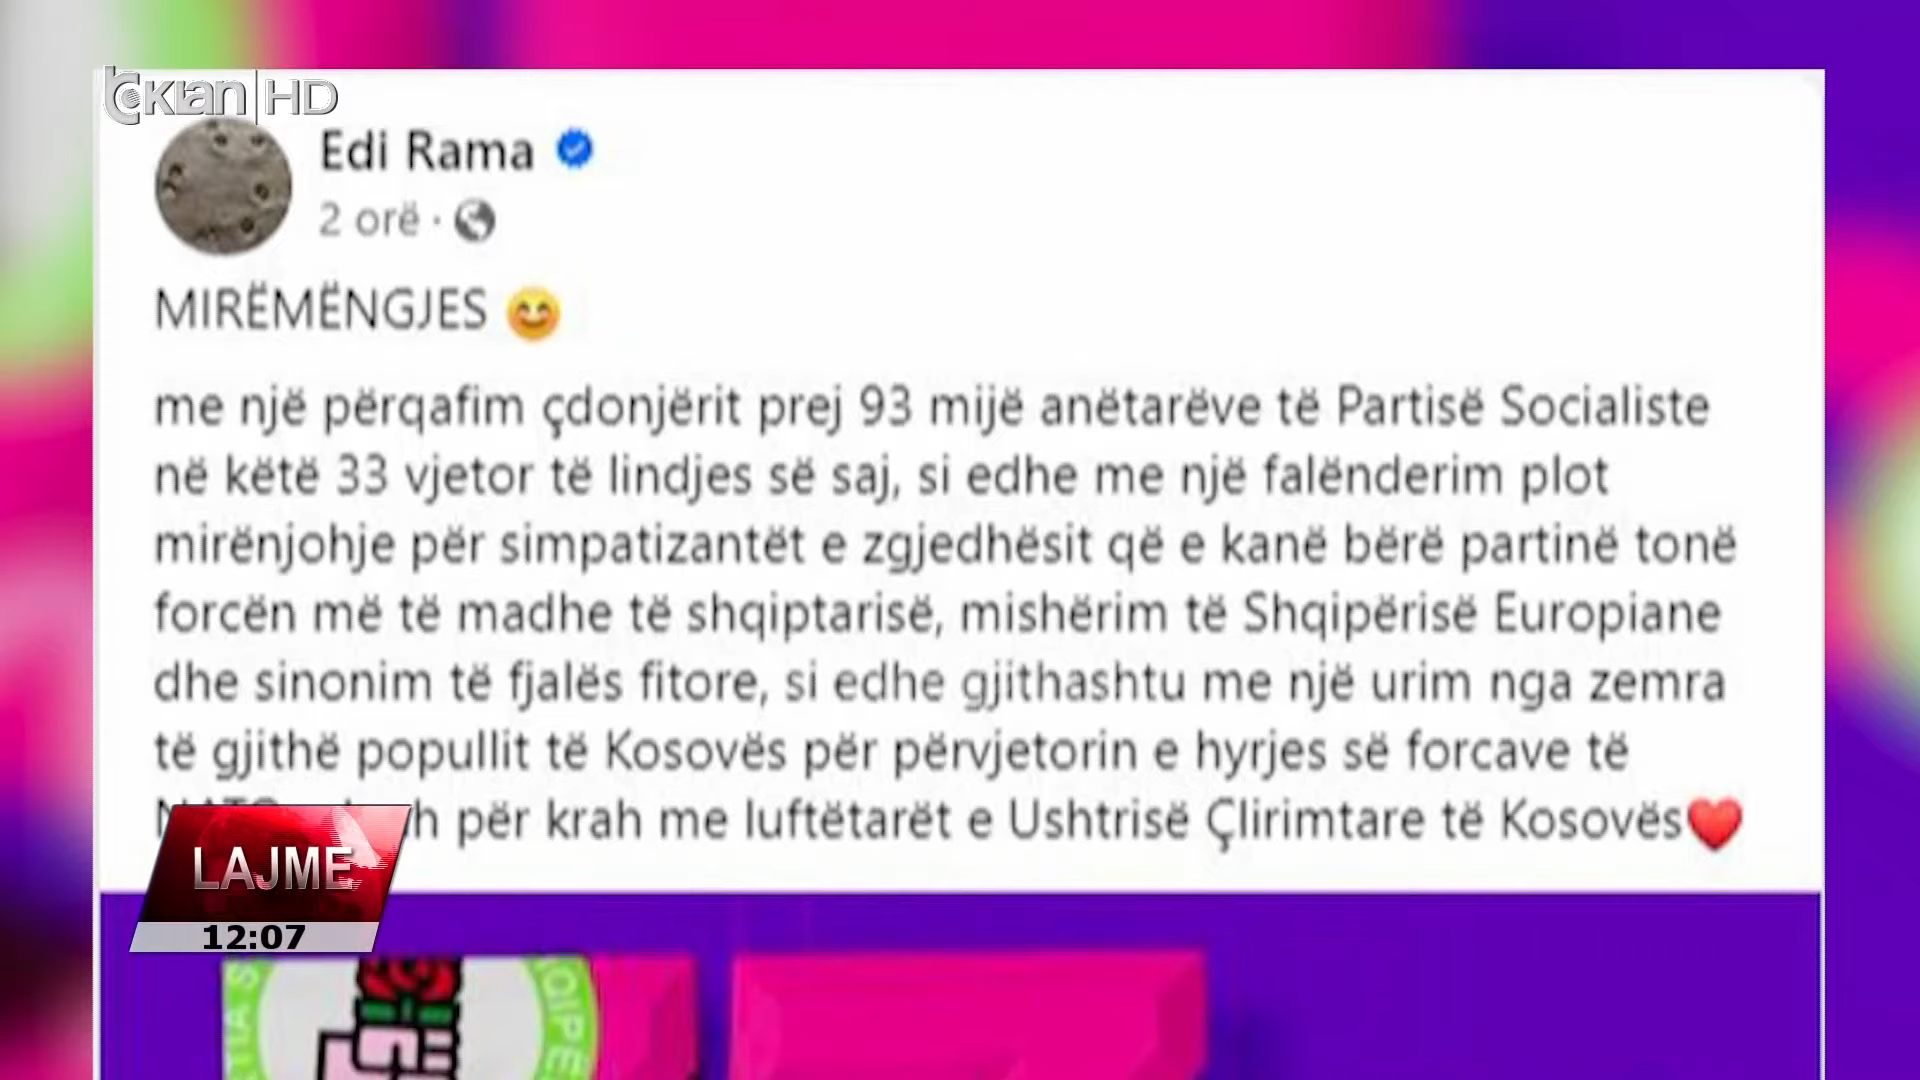 tv Klan HD
Edi Rama
2 orë ·
MIRËMËNGJES 😊
me një përqafim çdonjërit prej 93 mijë anëtarëve të Partisë Socialiste
në këtë 33 vjetor të lindjes së saj, si edhe me një falënderim plot
mirënjohje për simpatizantët e zgjedhësit që e kanë bërë partinë tonë
forcën më të madhe të shqiptarisë, mishërim të Shqipërisë Europiane
dhe sinonim të fjalës fitore, si edhe gjithashtu me një urim nga zemra
të gjithë popullit të Kosovës për përvjetorin e hyrjes së forcave të
për krah me luftëtarët e Ushtrisë Çlirimtare të Kosovës❤️
LAJME
12:07